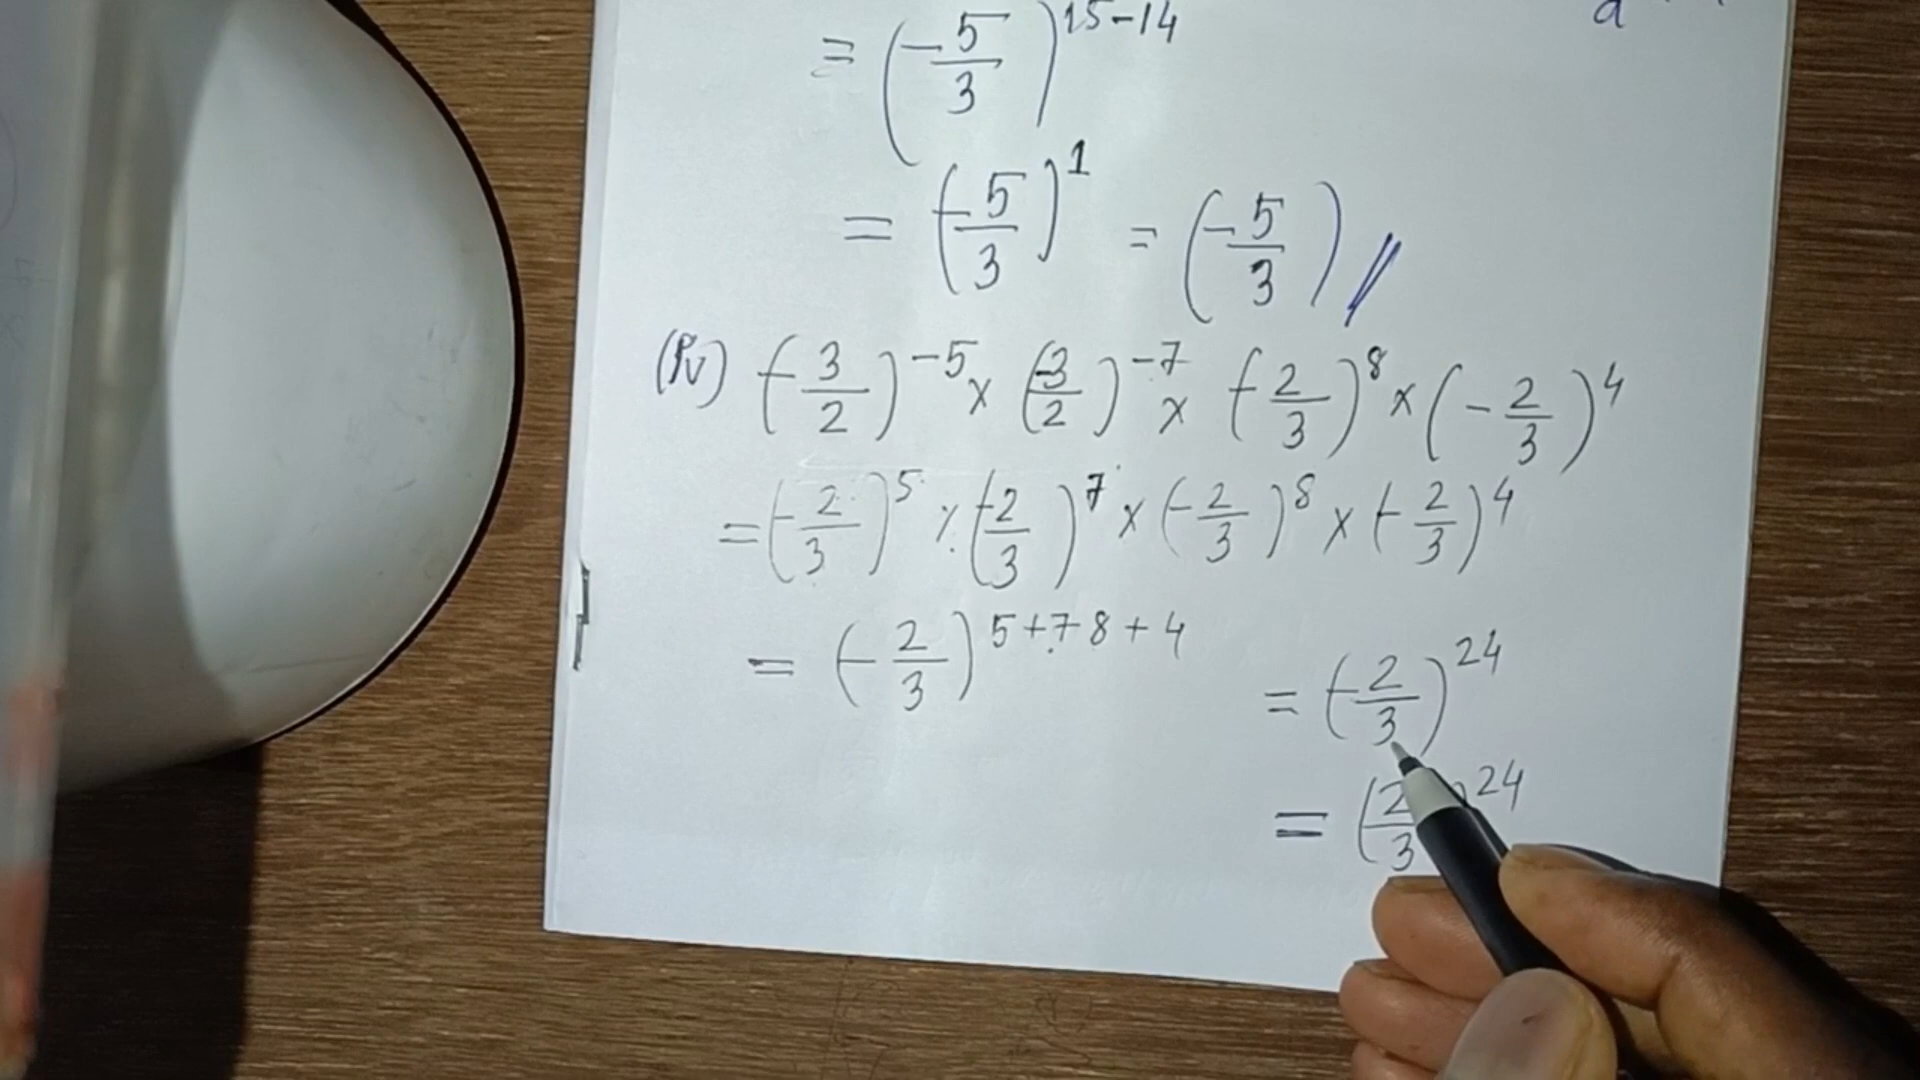 = (-5/3)^15-14
= (-5/3)^1 = (-5/3)
(iv) (-3/2)^-5 × (-3/2)^-7 × (-2/3)^8 × (-2/3)^4
= (-2/3)^5 × (-2/3)^7 × (-2/3)^8 × (-2/3)^4
= (-2/3)^5+7 8+4
= (-2/3)^24
= (2/3)^24